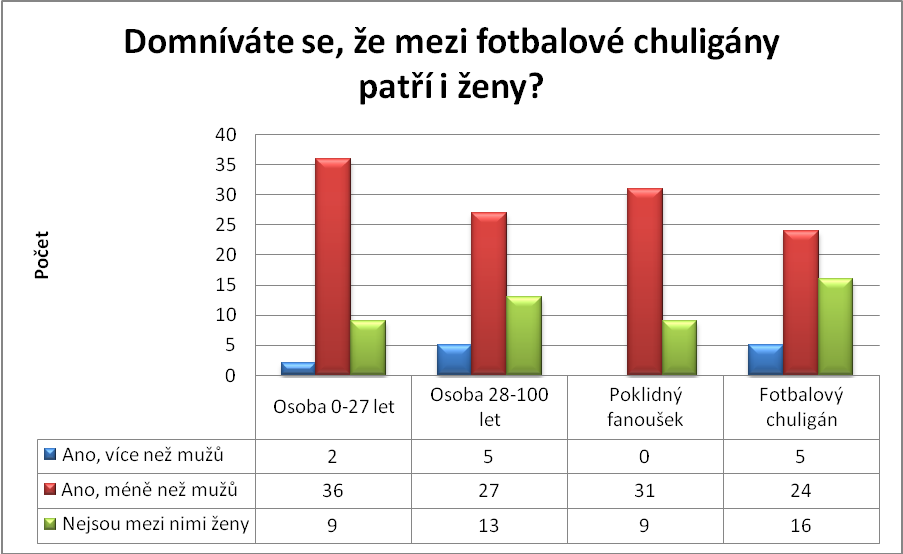 Domníváte se, že mezi fotbalové chuligány
patří i ženy?
Počet
40
35
30
25
20
15
10
5
0
Osoba 0-27 let
Osoba 28-100
let
Poklidný
fanoušek
Fotbalový
chuligán
Ano, více než mužů 2 5 0 5
Ano, méně než mužů 36 27 31 24
Nejsou mezi nimi ženy 9 13 9 16